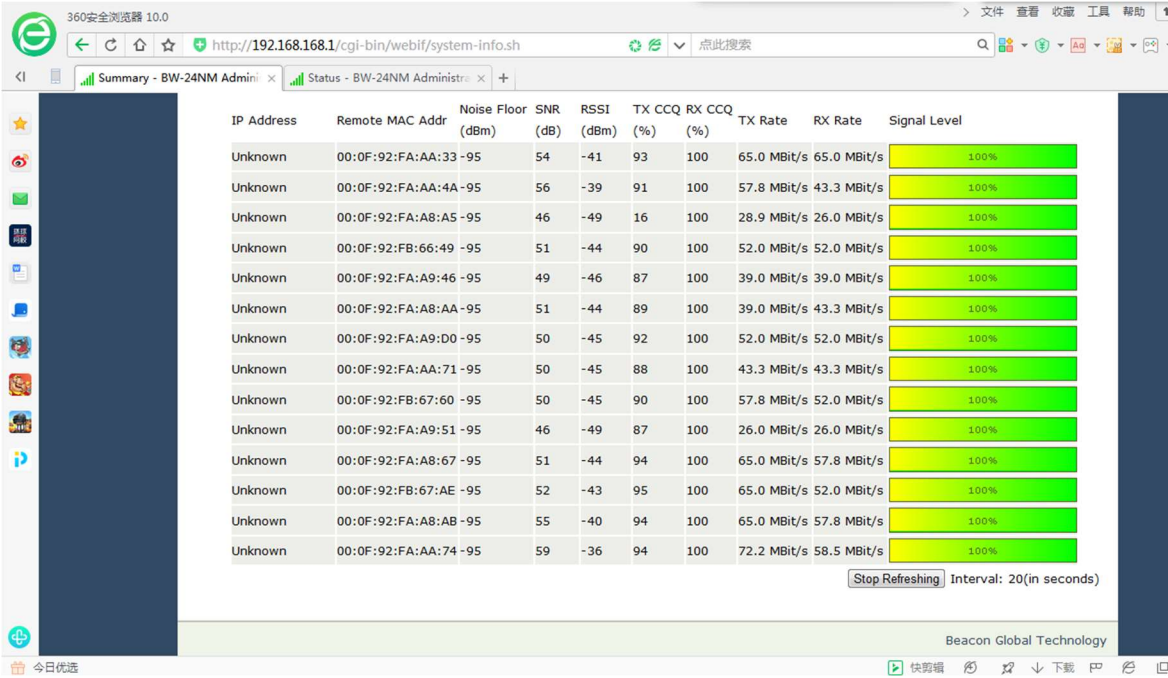 360安全浏览器 10.0
文件 查看 收藏 工具 帮助
http://192.168.168.1/cgi-bin/webif/system-info.sh
点此搜索
Summary - BW-24NM Admini
Status - BW-24NM Administra
IP Address Remote MAC Addr Noise Floor (dBm) SNR (dB) RSSI (dBm) TX CCQ (%) RX CCQ (%) TX Rate RX Rate Signal Level
Unknown 00:0F:92:FA:AA:33 -95 54 -41 93 100 65.0 MBit/s 65.0 MBit/s 100%
Unknown 00:0F:92:FA:AA:4A -95 56 -39 91 100 57.8 MBit/s 43.3 MBit/s 100%
Unknown 00:0F:92:FA:A8:A5 -95 46 -49 16 100 28.9 MBit/s 26.0 MBit/s 100%
Unknown 00:0F:92:FB:66:49 -95 51 -44 90 100 52.0 MBit/s 52.0 MBit/s 100%
Unknown 00:0F:92:FA:A9:46 -95 49 -46 87 100 39.0 MBit/s 39.0 MBit/s 100%
Unknown 00:0F:92:FA:A8:AA -95 51 -44 89 100 39.0 MBit/s 43.3 MBit/s 100%
Unknown 00:0F:92:FA:A9:D0 -95 50 -45 92 100 52.0 MBit/s 52.0 MBit/s 100%
Unknown 00:0F:92:FA:AA:71 -95 50 -45 88 100 43.3 MBit/s 43.3 MBit/s 100%
Unknown 00:0F:92:FB:67:60 -95 50 -45 90 100 57.8 MBit/s 52.0 MBit/s 100%
Unknown 00:0F:92:FA:A9:51 -95 46 -49 87 100 26.0 MBit/s 26.0 MBit/s 100%
Unknown 00:0F:92:FA:A8:67 -95 51 -44 94 100 65.0 MBit/s 57.8 MBit/s 100%
Unknown 00:0F:92:FB:67:AE -95 52 -43 95 100 65.0 MBit/s 52.0 MBit/s 100%
Unknown 00:0F:92:FA:A8:AB -95 55 -40 94 100 65.0 MBit/s 57.8 MBit/s 100%
Unknown 00:0F:92:FA:AA:74 -95 59 -36 94 100 72.2 MBit/s 58.5 MBit/s 100%
Stop Refreshing Interval: 20(in seconds)
Beacon Global Technology
今日优选
快剪辑 下载